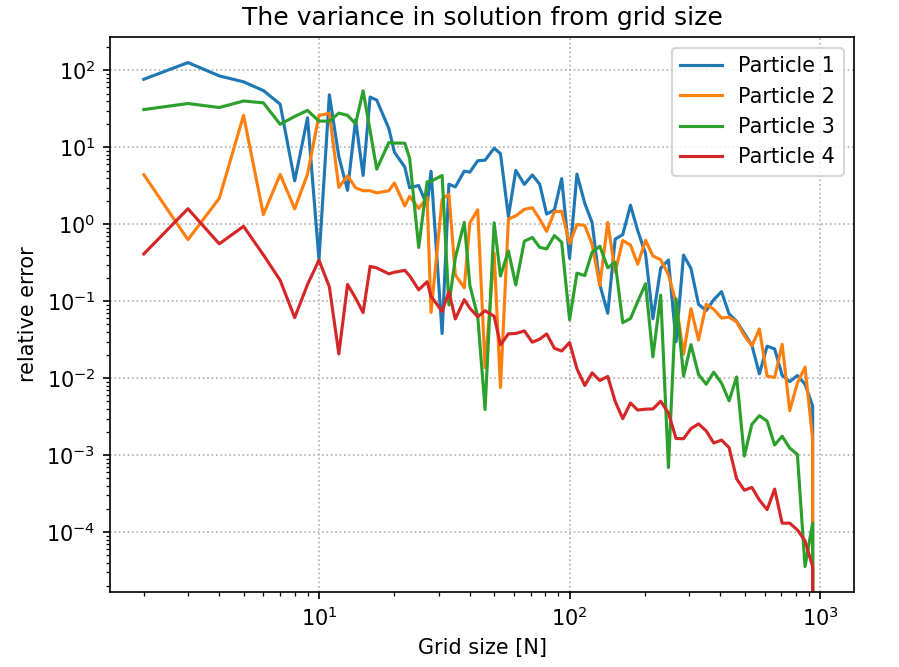 The variance in solution from grid size
Particle 1
Particle 2
Particle 3
Particle 4
relative error
10²
10¹
10⁰
10⁻¹
10⁻²
10⁻³
10⁻⁴
10¹ 10² 10³
Grid size [N]